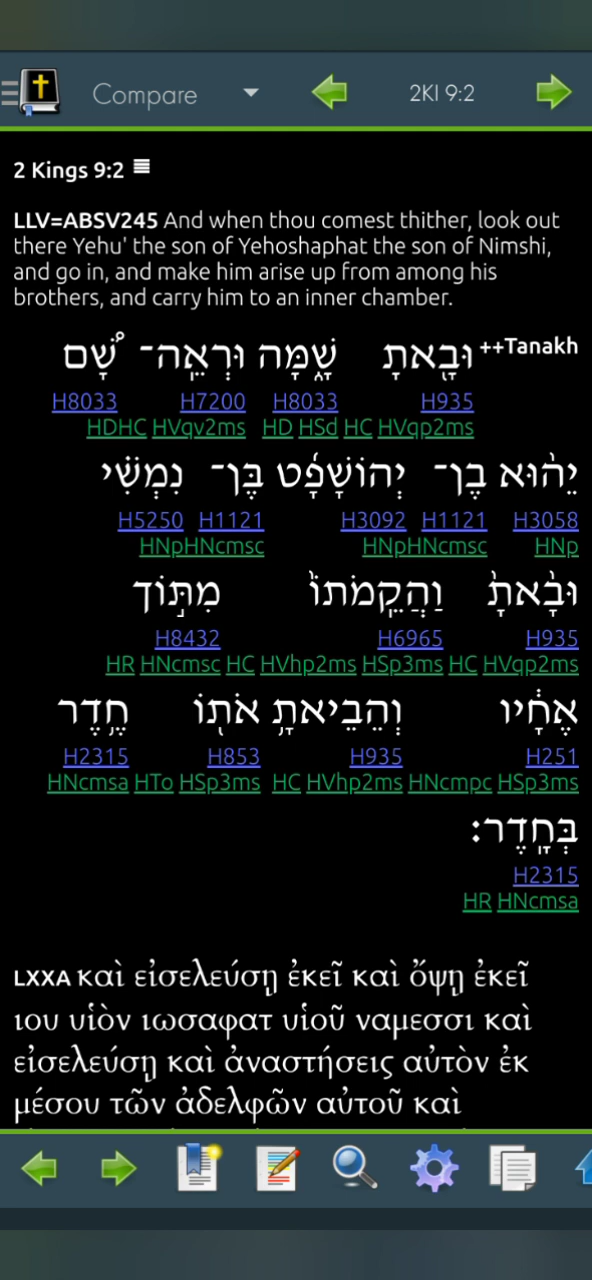 Compare
2KI 9:2
2 Kings 9:2
LLV=ABSV245 And when thou comest thither, look out
there Yehu' the son of Yehoshaphat the son of Nimshi,
and go in, and make him arise up from among his
brothers, and carry him to an inner chamber.
++Tanakh וּבָ֖אתָ שָׁ֑מָּה וּרְאֵֽה־ שָׁ֠ם
H8033 H7200 H8033 H935
HDHC HVqv2ms HD HSd HC HVqp2ms
יֵה֨וּא בֶן־ יְהוֹשָׁפָ֜ט בֶּן־ נִמְשִׁ֗י
H5250 H1121 H3092 H1121 H3058
HNpHNcmsc HNpHNcmsc HNp
וּבָ֙אתָ֙ וַהֲקֵֽמֹתוֹ֙ מִתּ֣וֹך
H8432 H6965 H935
HR HNcmsc HC HVhp2ms HSp3ms HC HVqp2ms
אֶחָ֔יו וְהֵבֵיאתָ֥ אֹת֖וֹ חֶ֥דֶר
H2315 H853 H935 H251
HNcmsa HTo HSp3ms HC HVhp2ms HNcmpc HSp3ms
בְּחָֽדֶר׃
H2315
HR HNcmsa
LXXA καὶ εἰσελεύσῃ ἐκεῖ καὶ ὄψῃ ἐκεῖ
ιου υἱὸν ιωσαφατ υἱοῦ ναμεσσι καὶ
εἰσελεύσῃ καὶ ἀναστήσεις αὐτὸν ἐκ
μέσου τῶν ἀδελφῶν αὐτοῦ καὶ